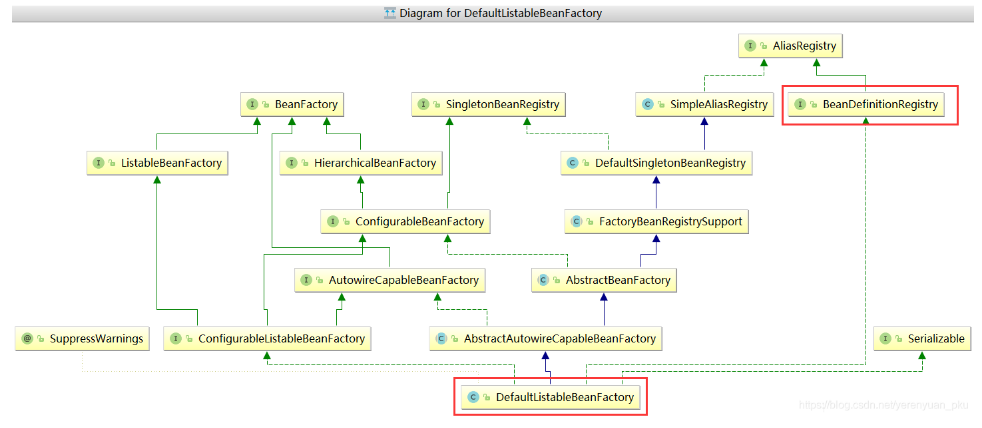 Diagram for DefaultListableBeanFactory
I AliasRegistry
I BeanFactory
I SingletonBeanRegistry
C SimpleAliasRegistry
I BeanDefinitionRegistry
I ListableBeanFactory
I HierarchicalBeanFactory
C DefaultSingletonBeanRegistry
I ConfigurableBeanFactory
C FactoryBeanRegistrySupport
I AutowireCapableBeanFactory
C AbstractBeanFactory
@ SuppressWarnings
I ConfigurableListableBeanFactory
C AbstractAutowireCapableBeanFactory
I Serializable
C DefaultListableBeanFactory
https://blog.csdn.net/yerenyuan_pku